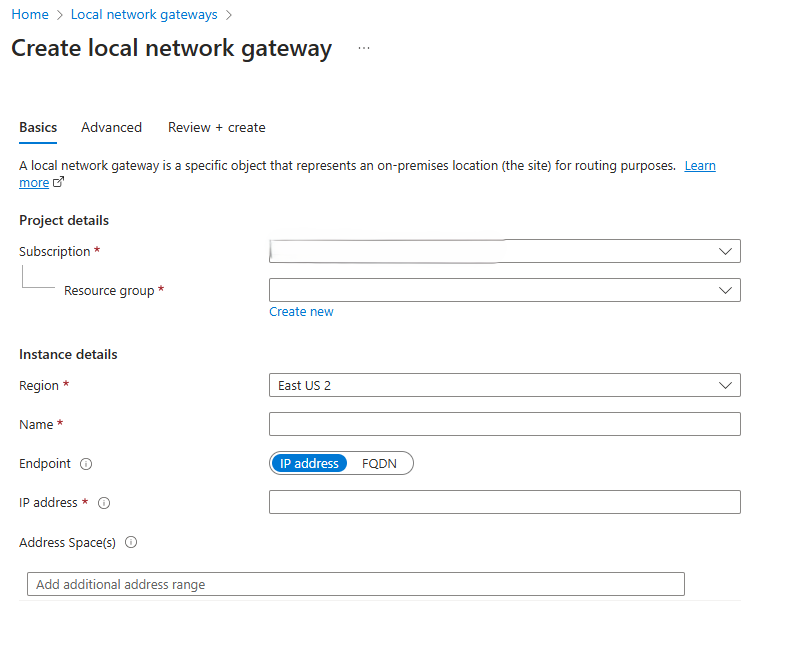 Home > Local network gateways >
Create local network gateway ...
Basics Advanced Review + create
A local network gateway is a specific object that represents an on-premises location (the site) for routing purposes. Learn
more
Project details
Subscription *
Resource group *
Create new
Instance details
Region * East US 2
Name *
Endpoint IP address FQDN
IP address *
Address Space(s)
Add additional address range